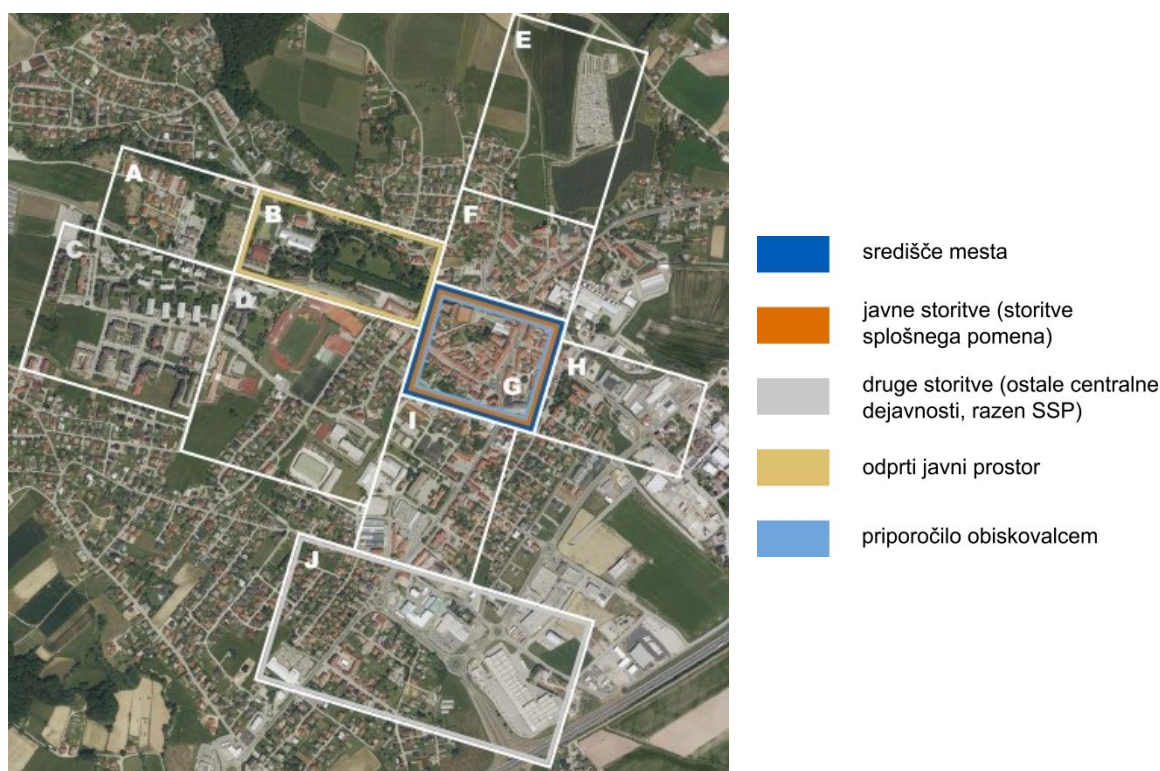 E
A
B
F
C
D
H
G
I
J
središče mesta
javne storitve (storitve
splošnega pomena)
druge storitve (ostale centralne
dejavnosti, razen SSP)
odprti javni prostor
priporočilo obiskovalcem